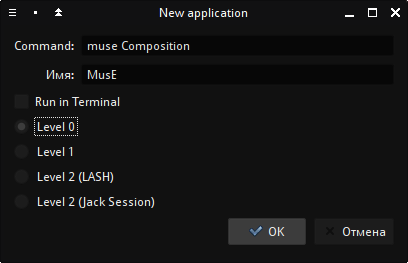 New application
Command: muse Composition
Имя: MusE
Run in Terminal
Level 0
Level 1
Level 2 (LASH)
Level 2 (Jack Session)
OK Отмена